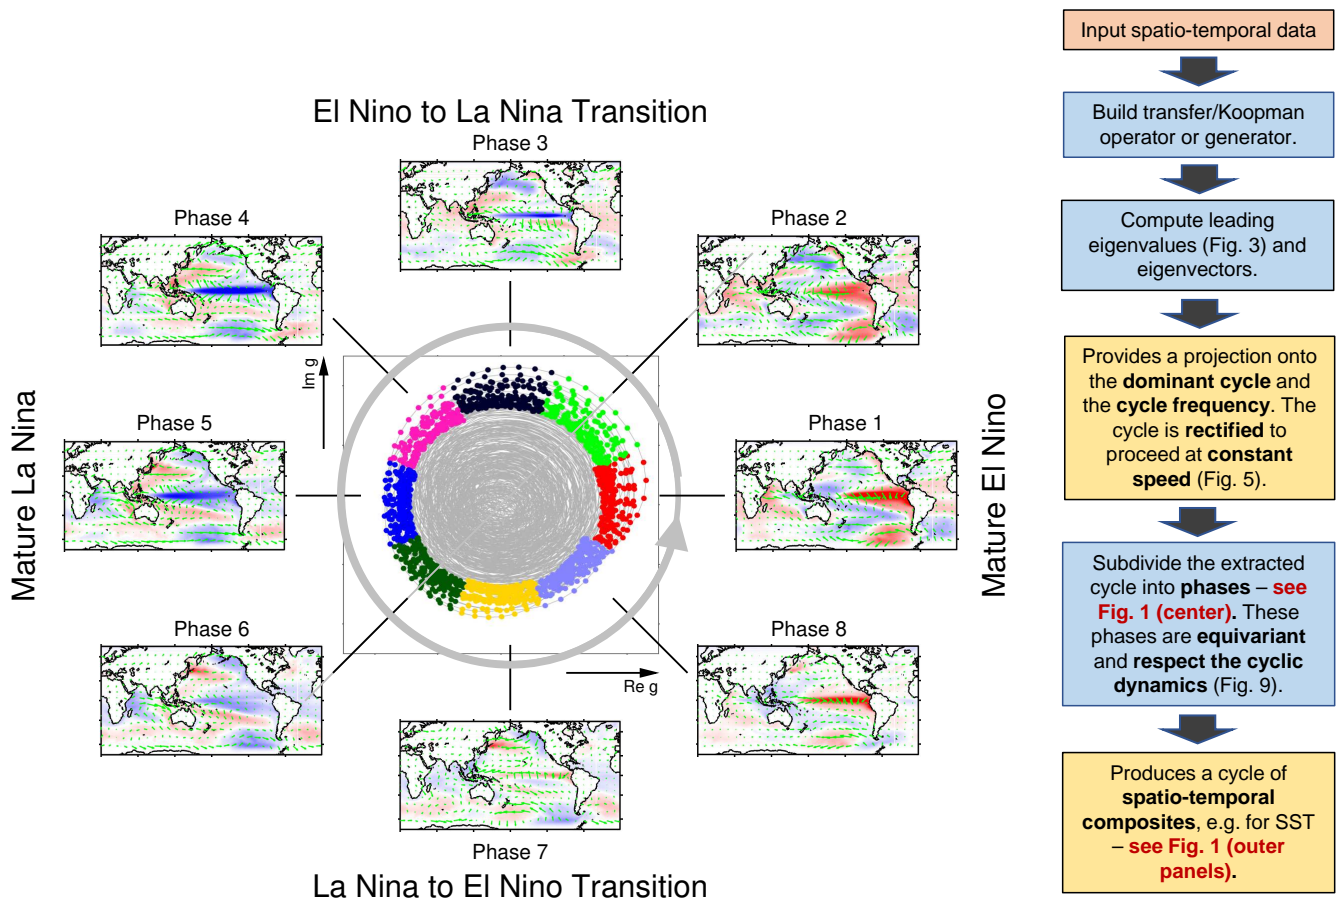 El Nino to La Nina Transition
Phase 3
Phase 4
Phase 2
Im g
Mature La Nina
Phase 5
Phase 1
Mature El Nino
Phase 6
Phase 8
Re g
Phase 7
La Nina to El Nino Transition
Input spatio-temporal data
Build transfer/Koopman
operator or generator.
Compute leading
eigenvalues (Fig. 3) and
eigenvectors.
Provides a projection onto
the dominant cycle and
the cycle frequency. The
cycle is rectified to
proceed at constant
speed (Fig. 5).
Subdivide the extracted
cycle into phases – see
Fig. 1 (center). These
phases are equivariant
and respect the cyclic
dynamics (Fig. 9).
Produces a cycle of
spatio-temporal
composites, e.g. for SST
– see Fig. 1 (outer
panels).